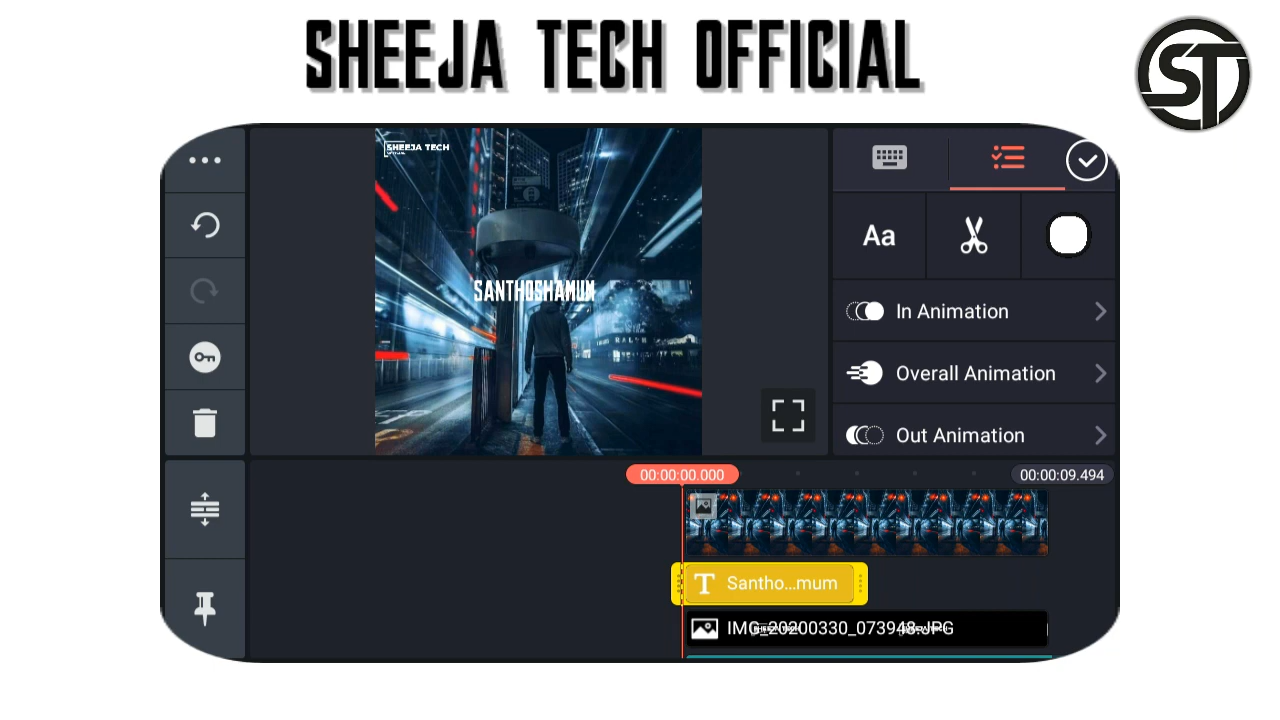 SHEEJA TECH OFFICIAL
ST
SHEEJA TECH
SANTHOSHAMUM
Aa
In Animation
Overall Animation
Out Animation
00:00:00.000
00:00:09.494
T Santho...mum
IMG_20200330_073948.JPG